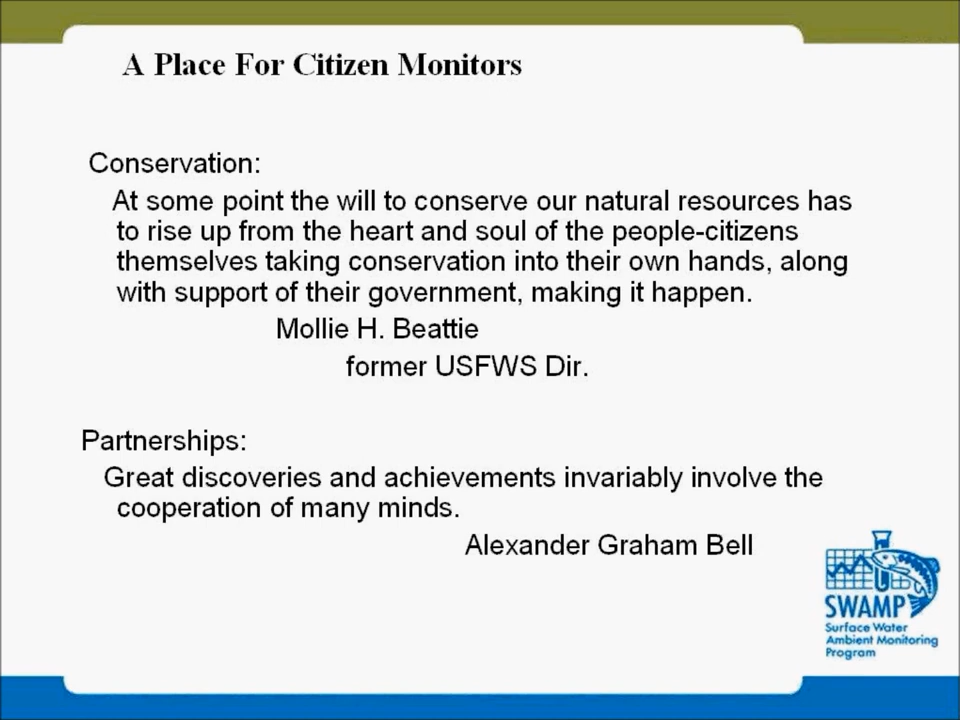 A Place For Citizen Monitors
Conservation:
At some point the will to conserve our natural resources has
to rise up from the heart and soul of the people-citizens
themselves taking conservation into their own hands, along
with support of their government, making it happen.
Mollie H. Beattie
former USFWS Dir.
Partnerships:
Great discoveries and achievements invariably involve the
cooperation of many minds.
Alexander Graham Bell
SWAMP
Surface Water
Ambient Monitoring
Program